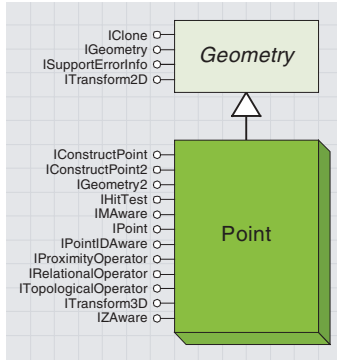 IClone
IGeometry
ISupportErrorInfo
ITransform2D
Geometry
IConstructPoint
IConstructPoint2
IGeometry2
IHitTest
IMAware
IPoint
IPointIDAware
IProximityOperator
IRelationalOperator
ITopologicalOperator
ITransform3D
IZAware
Point